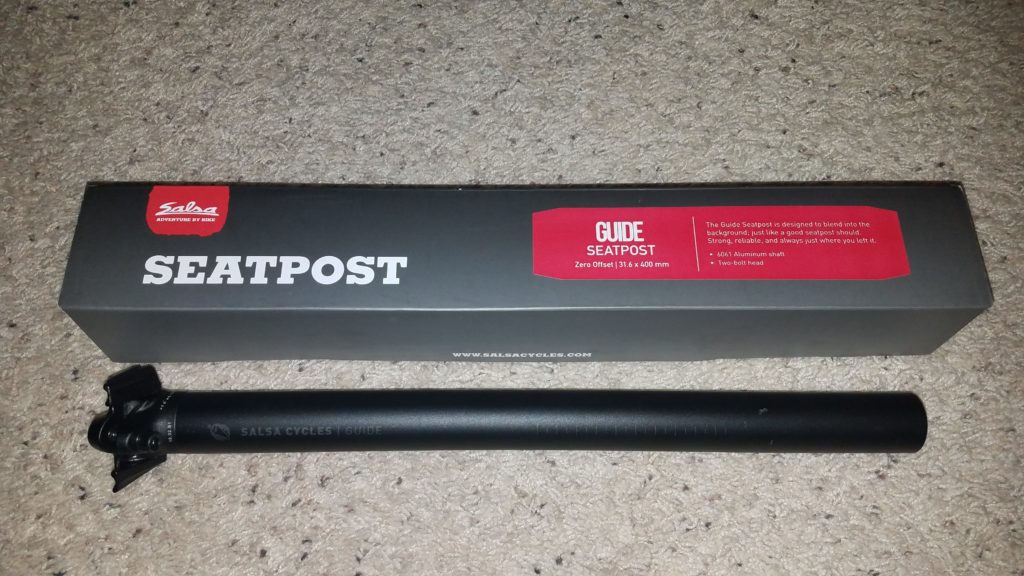 Salsa
ADVENTURE BY BIKE
SEATPOST
GUIDE
SEATPOST
Zero Offset | 31.6 x 400 mm
The Guide Seatpost is designed to blend into the
background; just like a good seatpost should.
Strong, reliable, and always just where you left it.
• 6061 Aluminum shaft
• Two-bolt head
WWW.SALSACYCLES.COM
SALSA CYCLES | GUIDE